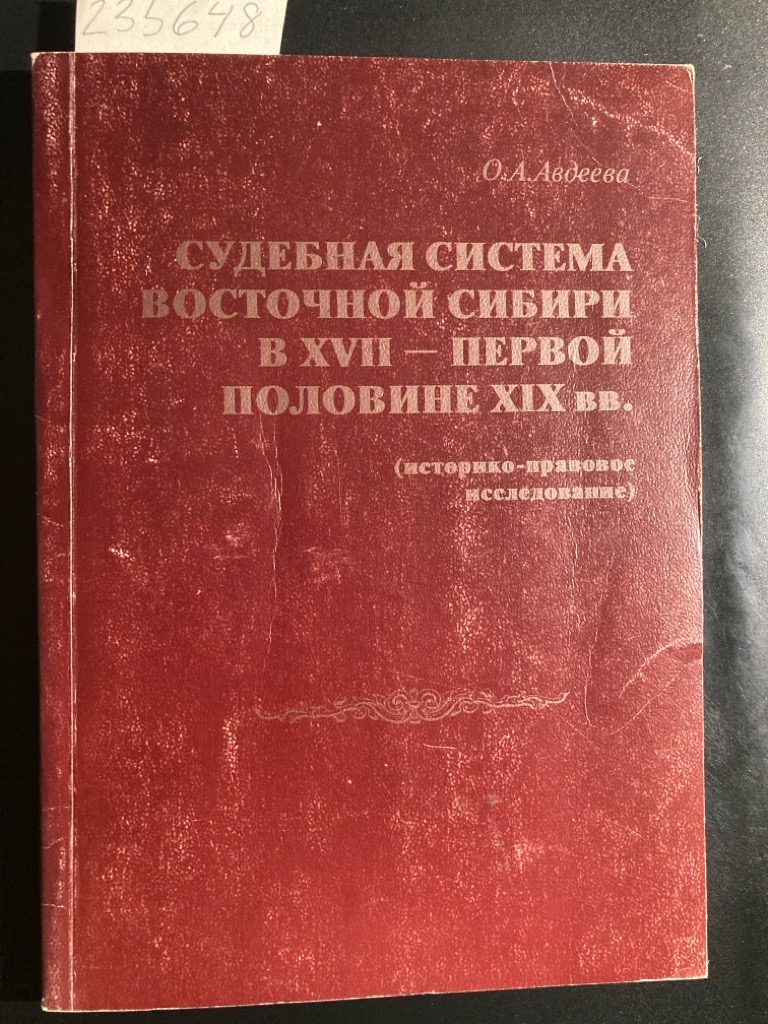 235648
О.А.Авдеева
СУДЕБНАЯ СИСТЕМА
ВОСТОЧНОЙ СИБИРИ
В XVII — ПЕРВОЙ
ПОЛОВИНЕ XIX вв.
(историко-правовое
исследование)